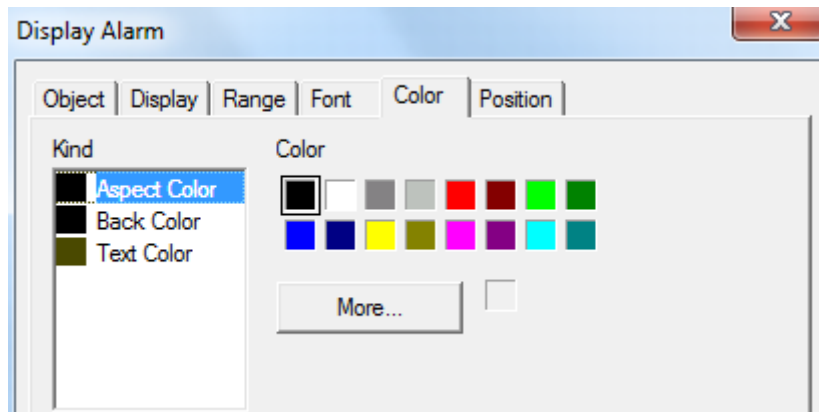 Display Alarm
Object Display Range Font Color Position
Kind Color
Aspect Color
Back Color
Text Color
More...